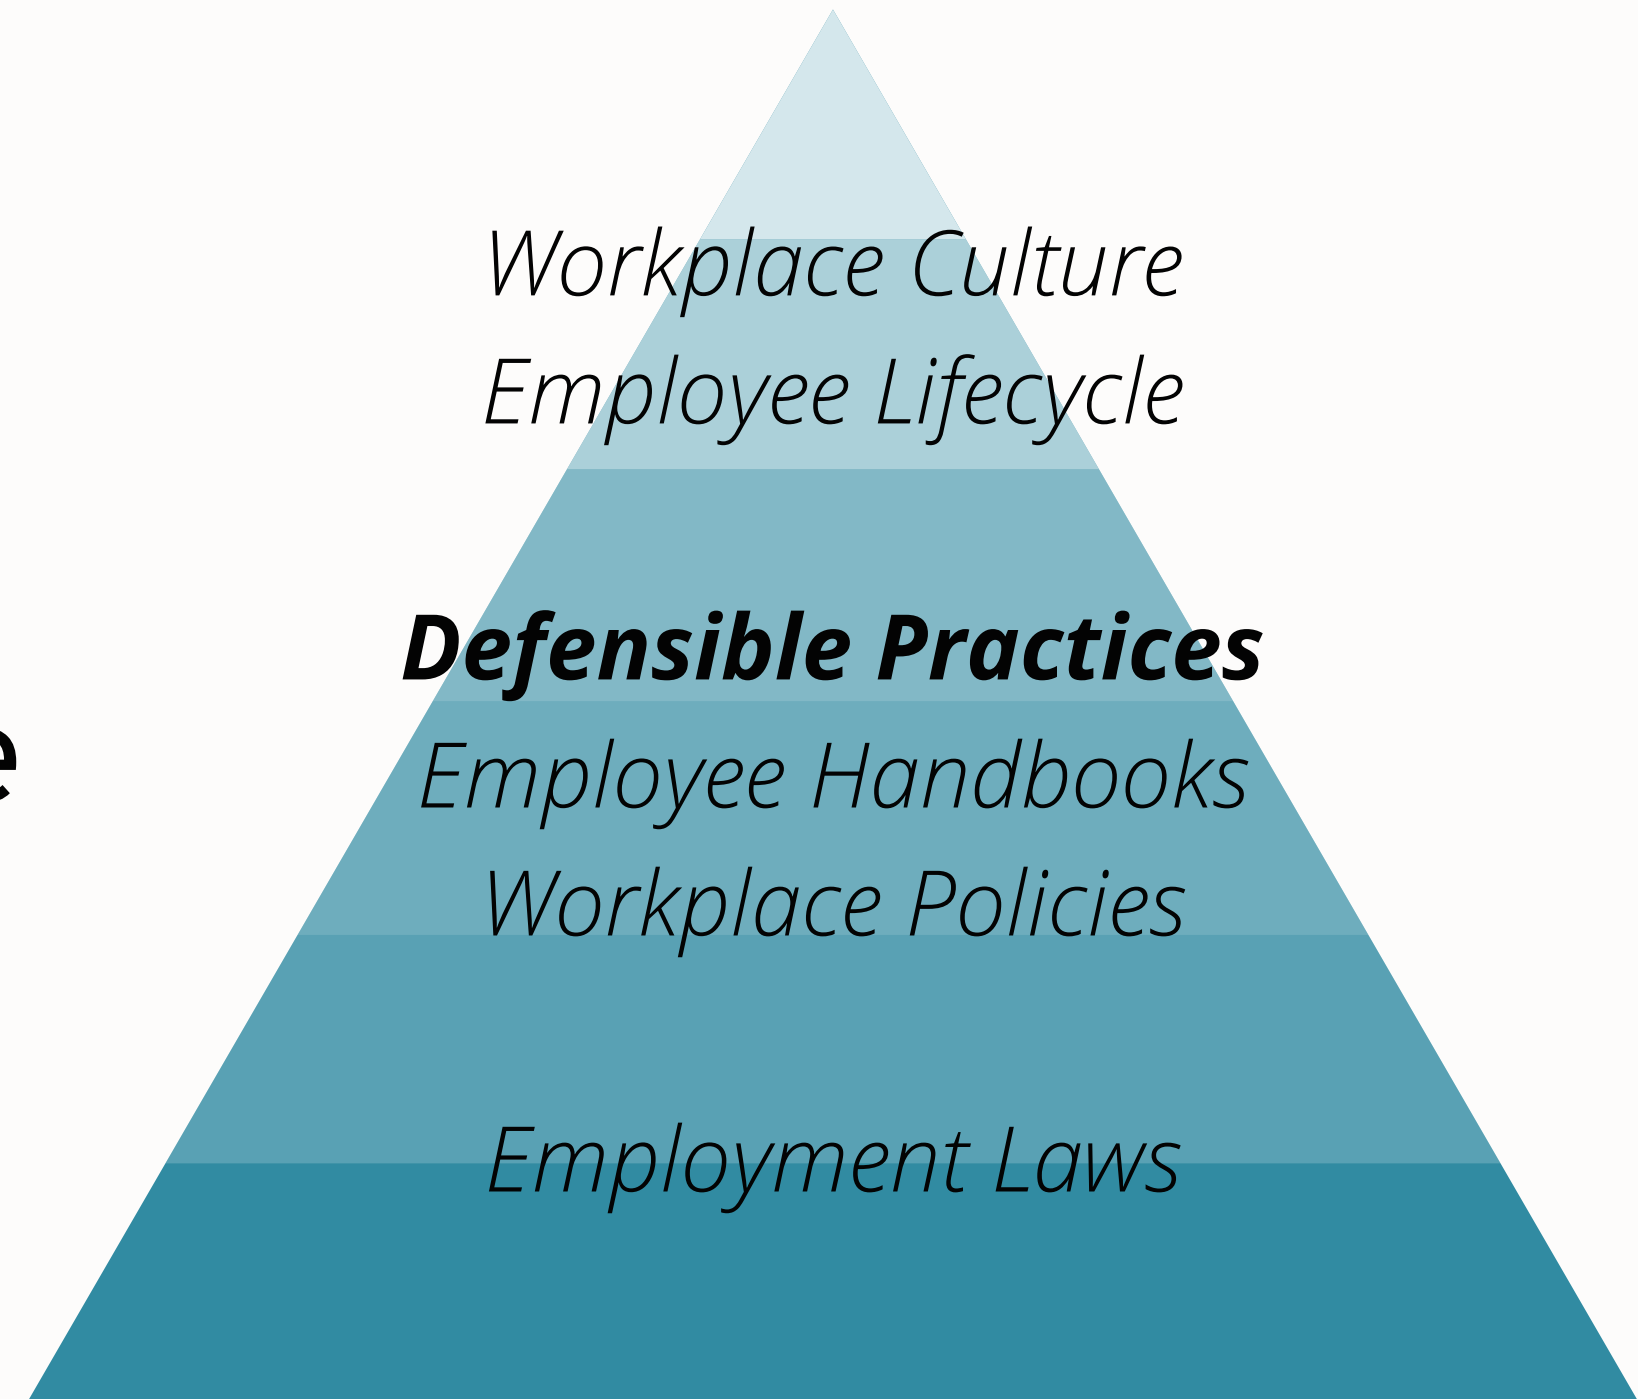 Workplace Culture
Employee Lifecycle
Defensible Practices
e
Employee Handbooks
Workplace Policies
Employment Laws